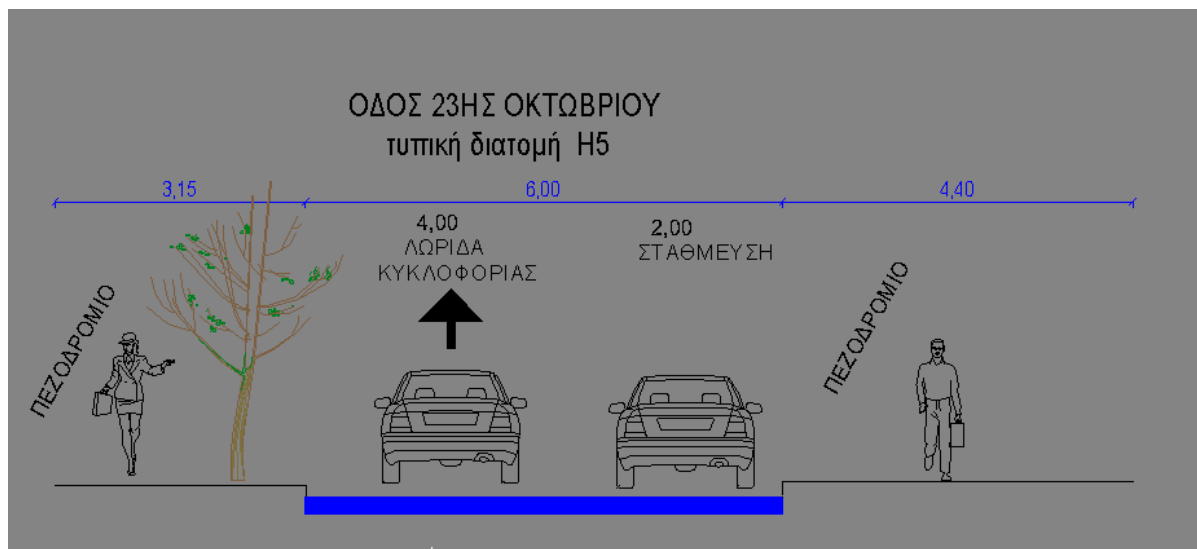 ΟΔΟΣ 23ΗΣ ΟΚΤΩΒΡΙΟΥ
τυπική διατομή Η5
3,15
6,00
4,40
4,00
ΛΩΡΙΔΑ
ΚΥΚΛΟΦΟΡΙΑΣ
2,00
ΣΤΑΘΜΕΥΣΗ
ΠΕΖΟΔΡΟΜΙΟ
ΠΕΖΟΔΡΟΜΙΟ